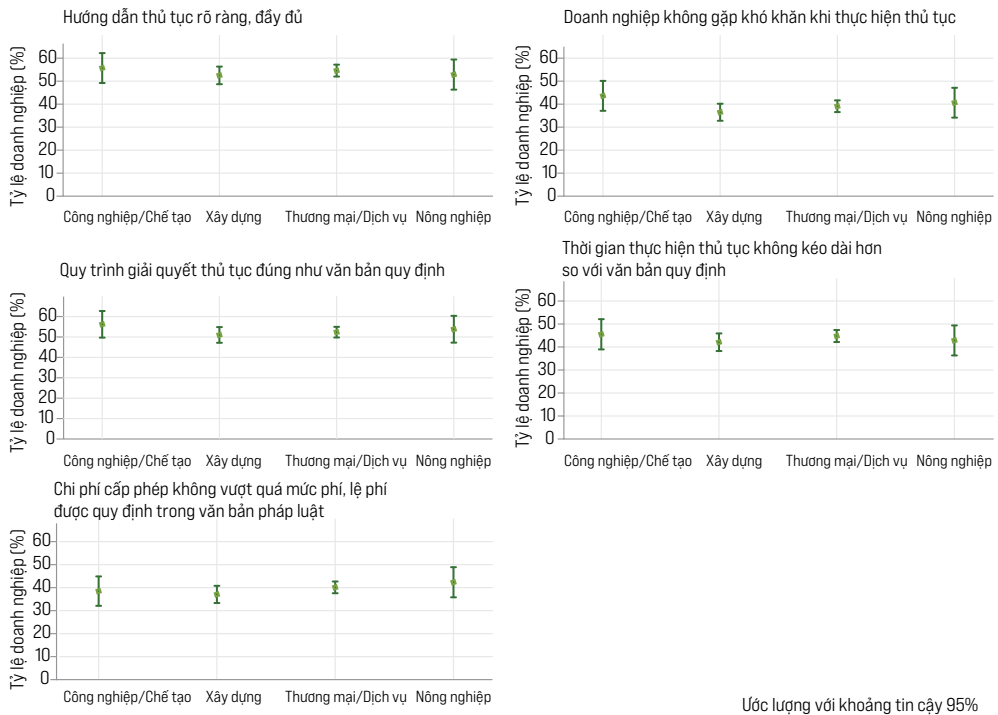 Hướng dẫn thủ tục rõ ràng, đầy đủ
Tỷ lệ doanh nghiệp (%)
60
50
40
30
20
10
0
Công nghiệp/Chế tạo Xây dựng Thương mại/Dịch vụ Nông nghiệp
Doanh nghiệp không gặp khó khăn khi thực hiện thủ tục
Tỷ lệ doanh nghiệp (%)
60
50
40
30
20
10
0
Công nghiệp/Chế tạo Xây dựng Thương mại/Dịch vụ Nông nghiệp
Quy trình giải quyết thủ tục đúng như văn bản quy định
Tỷ lệ doanh nghiệp (%)
60
50
40
30
20
10
0
Công nghiệp/Chế tạo Xây dựng Thương mại/Dịch vụ Nông nghiệp
Thời gian thực hiện thủ tục không kéo dài hơn
so với văn bản quy định
Tỷ lệ doanh nghiệp (%)
60
50
40
30
20
10
0
Công nghiệp/Chế tạo Xây dựng Thương mại/Dịch vụ Nông nghiệp
Chi phí cấp phép không vượt quá mức phí, lệ phí
được quy định trong văn bản pháp luật
Tỷ lệ doanh nghiệp (%)
60
50
40
30
20
10
0
Công nghiệp/Chế tạo Xây dựng Thương mại/Dịch vụ Nông nghiệp
Ước lượng với khoảng tin cậy 95%